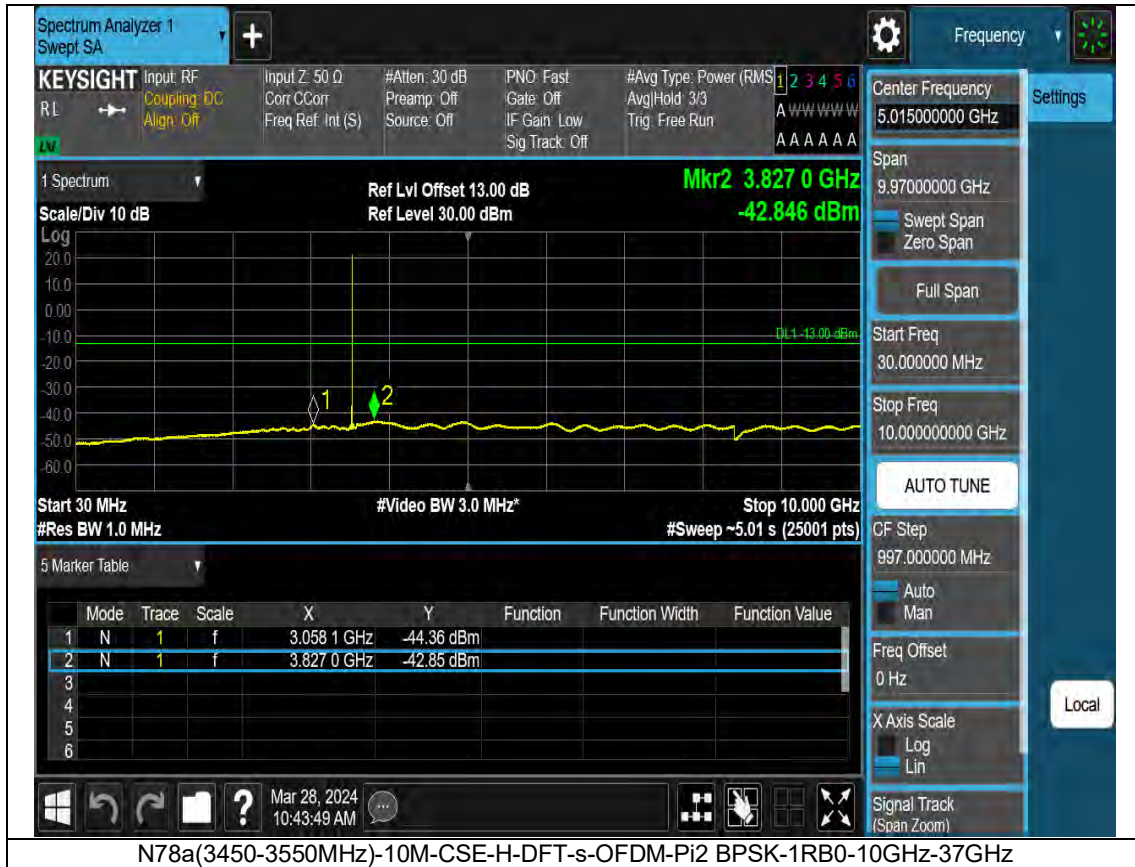 Spectrum Analyzer 1
Swept SA
Frequency
KEYSIGHT
RL
LXI
Input: RF
Coupling: DC
Align: Off
Input Z: 50 Ω
Corr CCorr
Freq Ref: Int (S)
#Atten: 30 dB
Preamp: Off
Source: Off
PNO: Fast
Gate: Off
IF Gain: Low
Sig Track: Off
#Avg Type: Power (RMS
Avg|Hold: 3/3
Trig: Free Run
1 2 3 4 5 6
A W W W W W
A A A A A A
1 Spectrum
Ref Lvl Offset 13.00 dB
Mkr2 3.827 0 GHz
Scale/Div 10 dB
Ref Level 30.00 dBm
-42.846 dBm
Log
20.0
10.0
0.00
-10.0
-20.0
-30.0
-40.0
-50.0
-60.0
DL1 -13.00 dBm
1
2
Start 30 MHz
#Video BW 3.0 MHz*
Stop 10.000 GHz
#Res BW 1.0 MHz
#Sweep ~5.01 s (25001 pts)
5 Marker Table
Mode Trace Scale X Y Function Function Width Function Value
1 N 1 f 3.058 1 GHz -44.36 dBm
2 N 1 f 3.827 0 GHz -42.85 dBm
3
4
5
6
Mar 28, 2024
10:43:49 AM
Center Frequency
5.015000000 GHz
Settings
Span
9.97000000 GHz
Swept Span
Zero Span
Full Span
Start Freq
30.000000 MHz
Stop Freq
10.000000000 GHz
AUTO TUNE
CF Step
997.000000 MHz
Auto
Man
Freq Offset
0 Hz
Local
X Axis Scale
Log
Lin
Signal Track
(Span Zoom)
N78a(3450-3550MHz)-10M-CSE-H-DFT-s-OFDM-Pi2 BPSK-1RB0-10GHz-37GHz